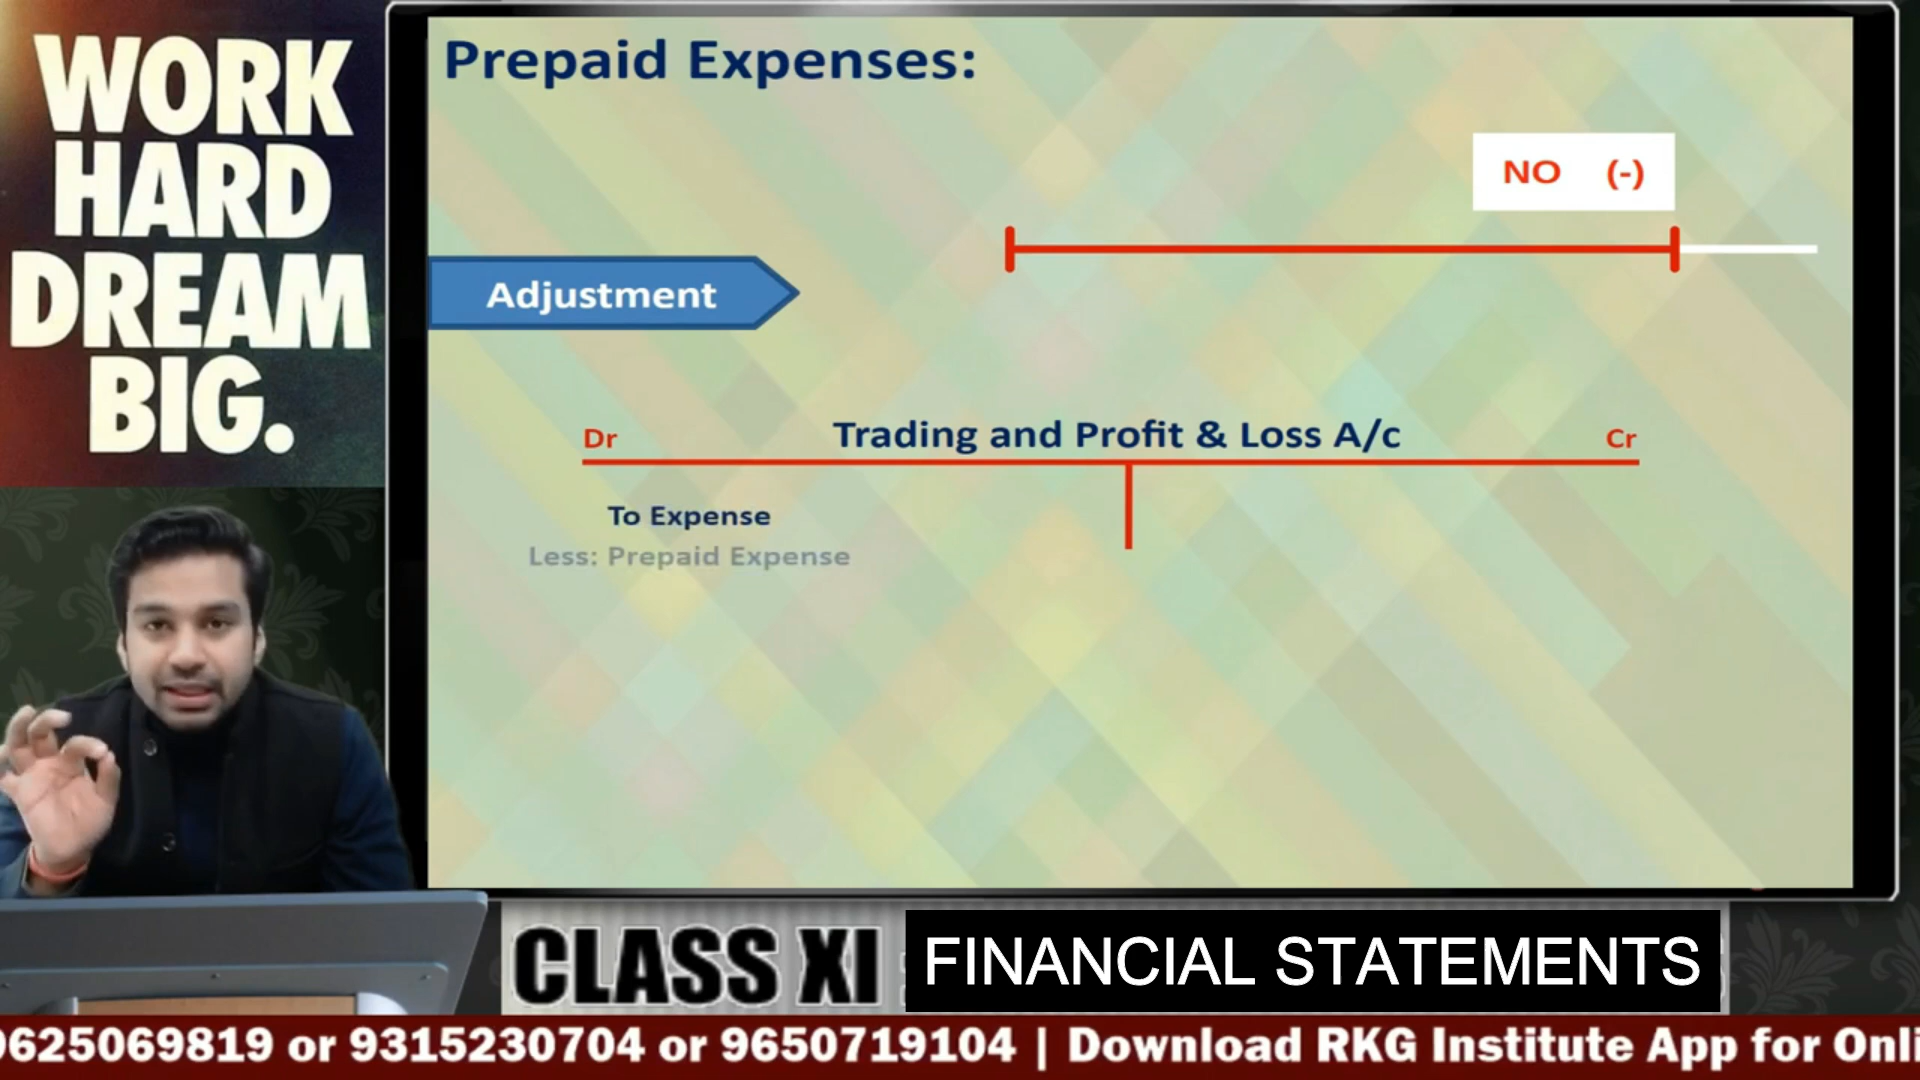 WORK
HARD
DREAM
BIG.
Prepaid Expenses:
NO (-)
Adjustment
Dr Trading and Profit & Loss A/c Cr
To Expense
Less: Prepaid Expense
CLASS XI FINANCIAL STATEMENTS
9625069819 or 9315230704 or 9650719104 | Download RKG Institute App for Onli